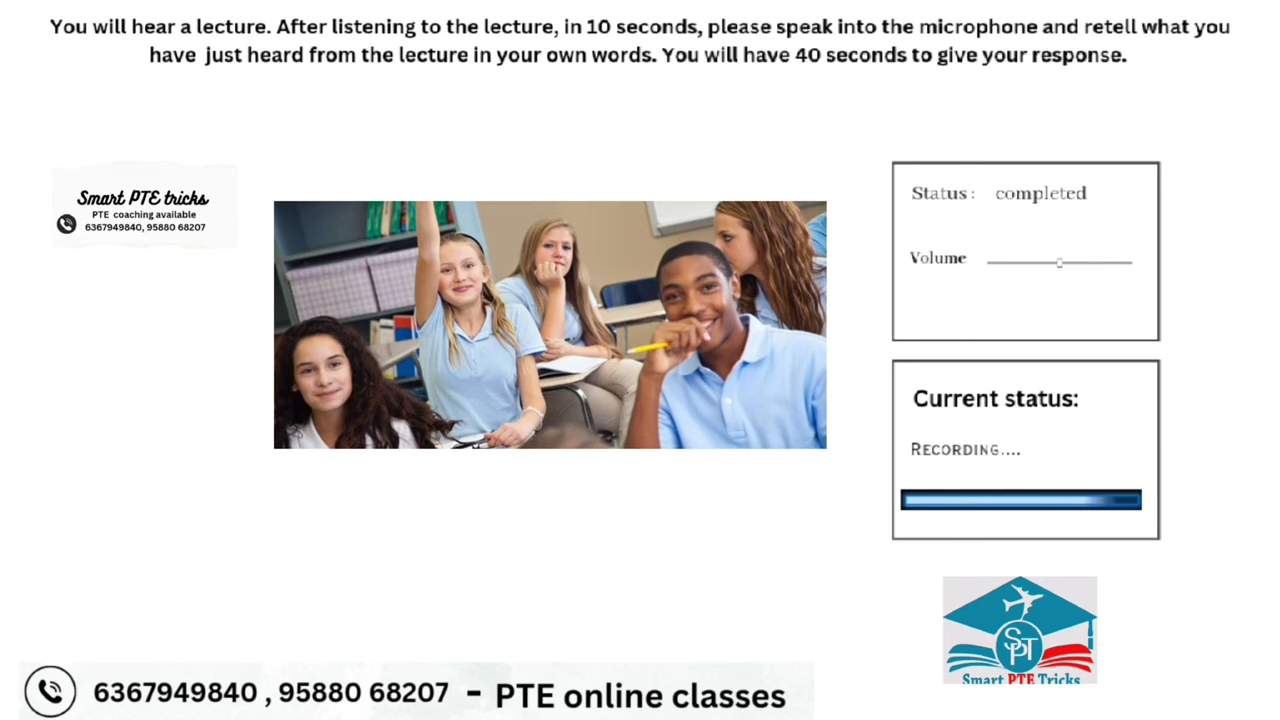 You will hear a lecture. After listening to the lecture, in 10 seconds, please speak into the microphone and retell what you
have just heard from the lecture in your own words. You will have 40 seconds to give your response.
Smart PTE tricks
PTE coaching available
6367949840, 95880 68207
Status: completed
Volume
Current status:
RECORDING....
SPT
Smart PTE Tricks
6367949840 , 95880 68207 - PTE online classes